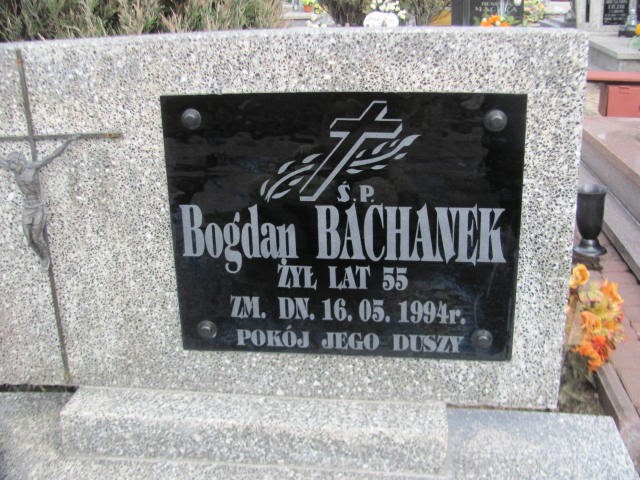 Ś.P.
Bogdan BACHANEK
ŻYŁ LAT 55
ZM. DN. 16. 05. 1994r.
POKÓJ JEGO DUSZY